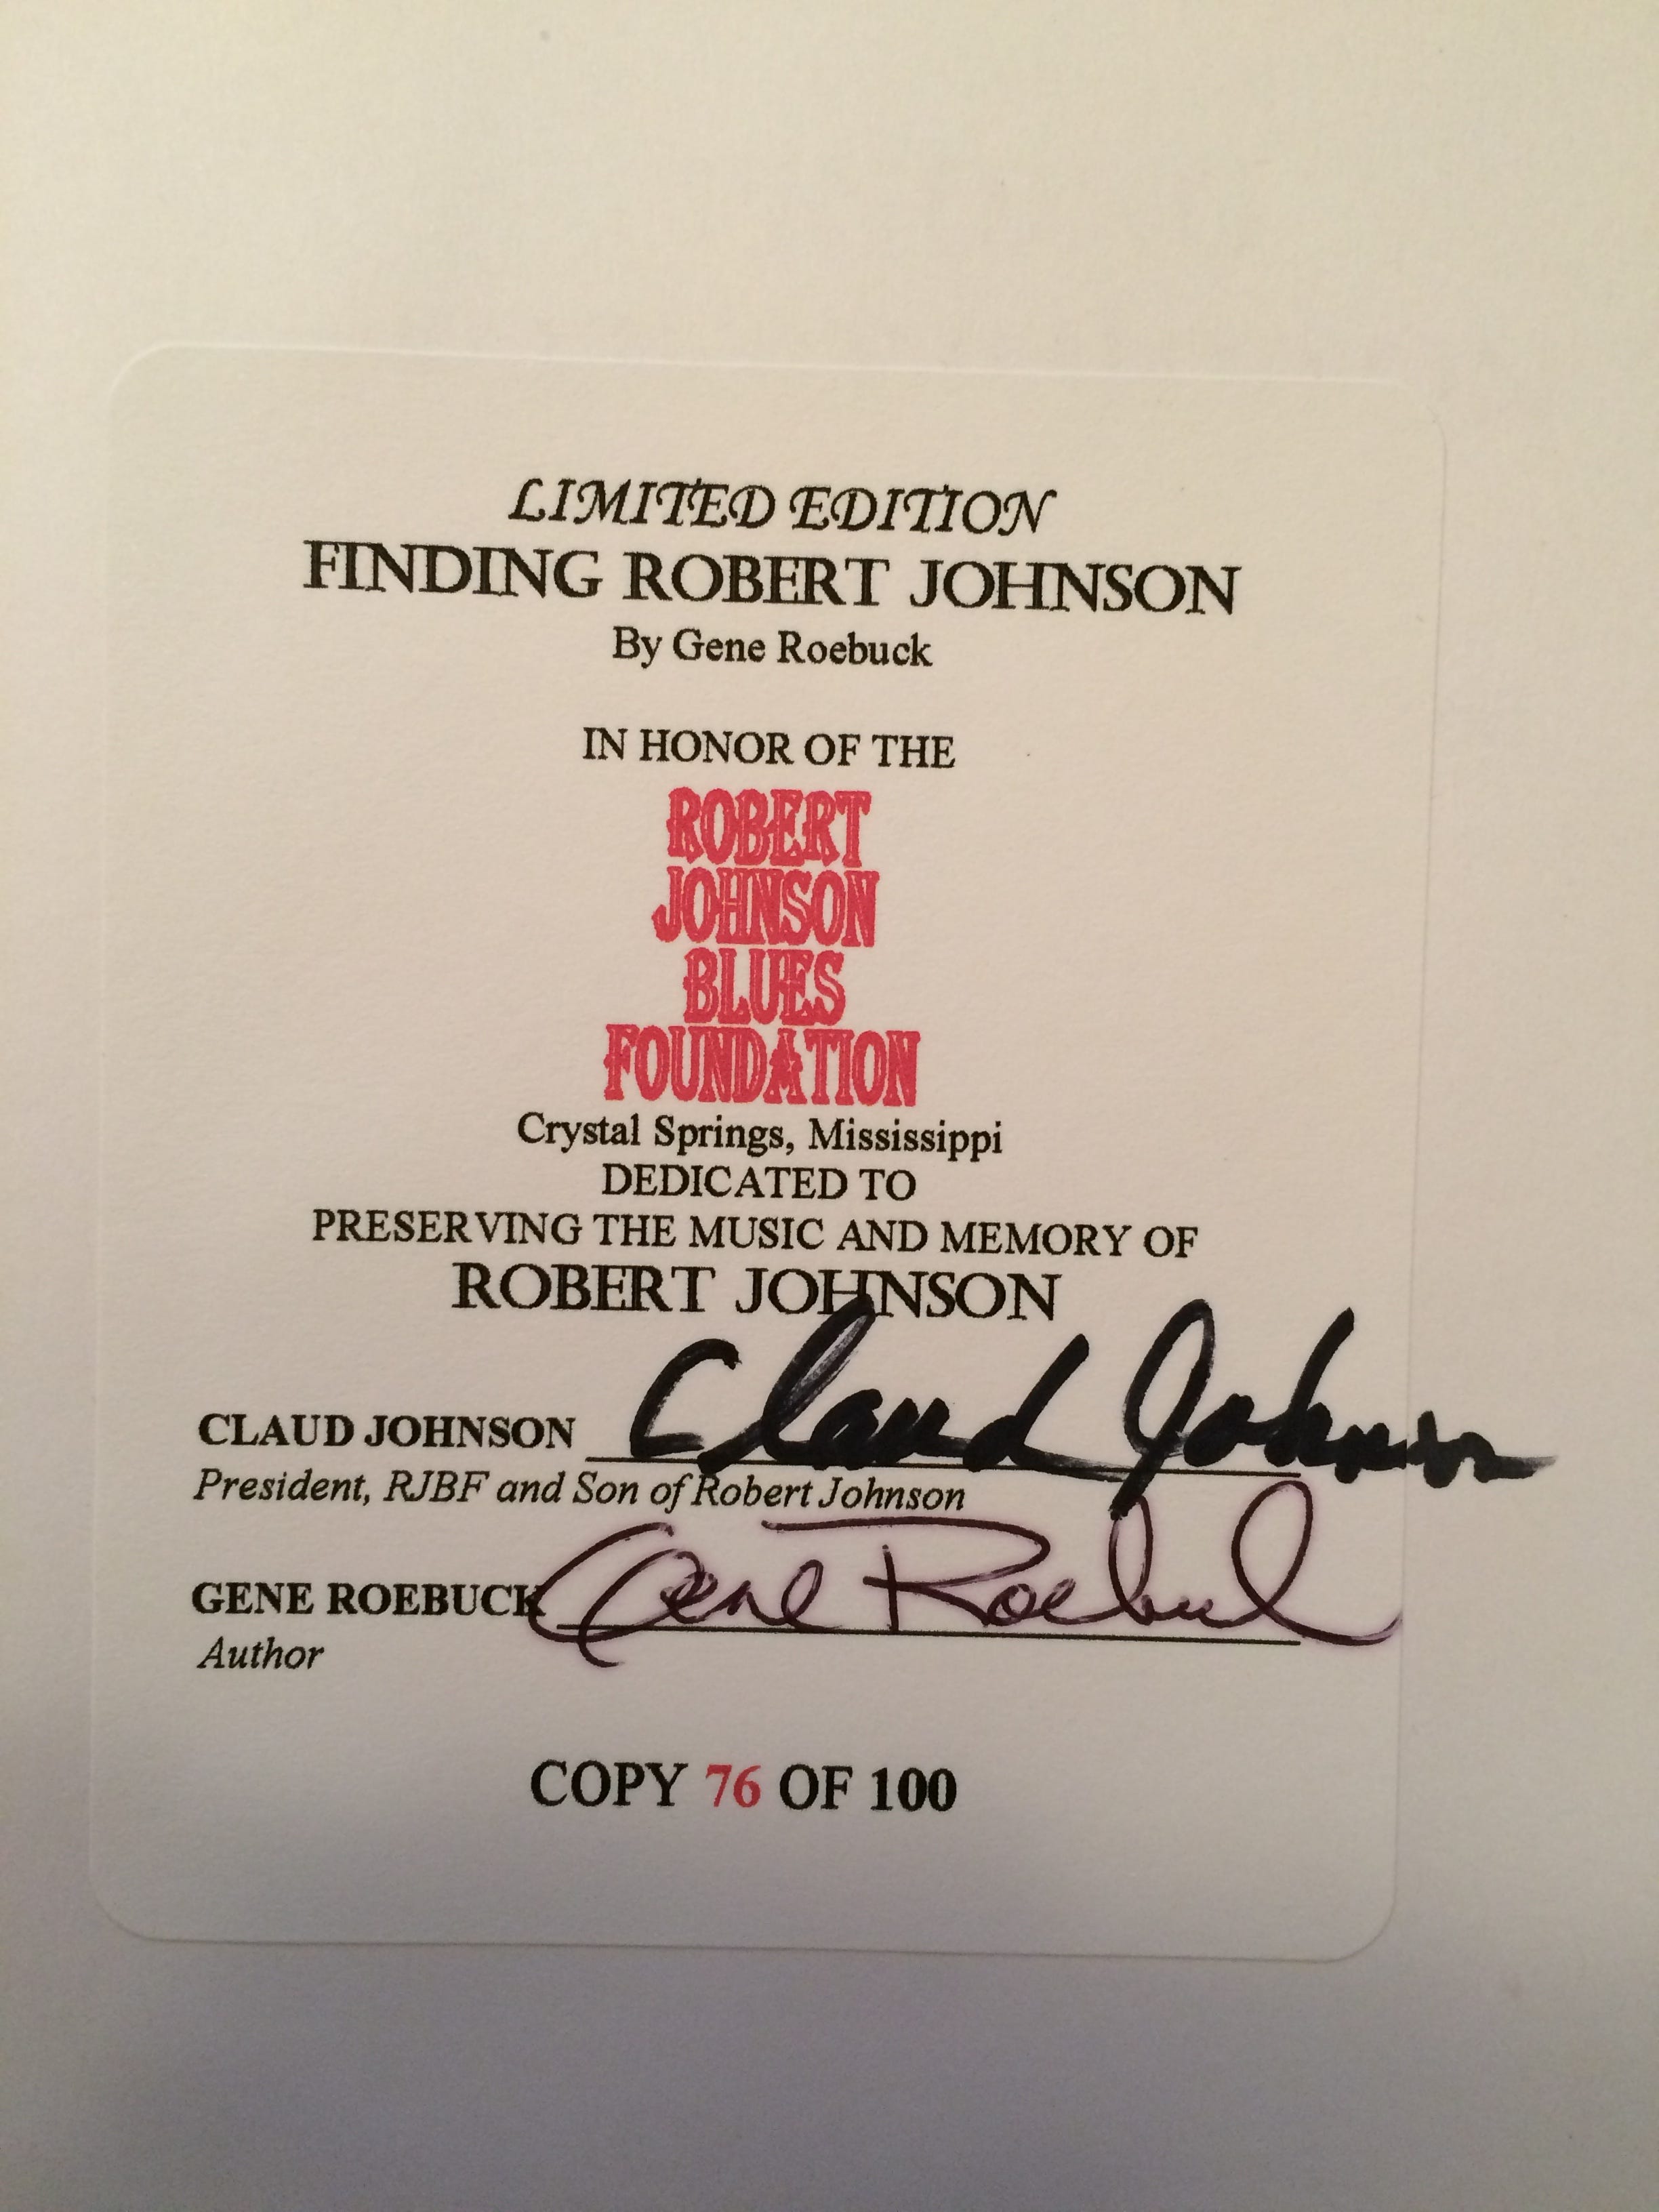 LIMITED EDITION
FINDING ROBERT JOHNSON
By Gene Roebuck
IN HONOR OF THE
ROBERT
JOHNSON
BLUES
FOUNDATION
Crystal Springs, Mississippi
DEDICATED TO
PRESERVING THE MUSIC AND MEMORY OF
ROBERT JOHNSON
CLAUD JOHNSON Claud Johnson
President, RJBF and Son of Robert Johnson
GENE ROEBUCK Gene Roebuck
Author
COPY 76 OF 100